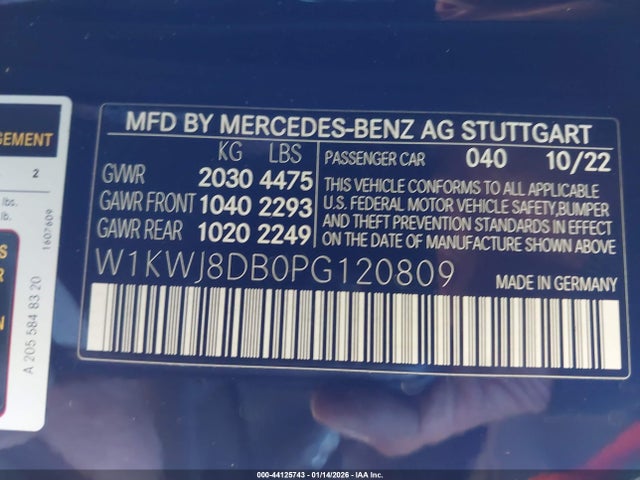 MFD BY MERCEDES-BENZ AG STUTTGART
KG LBS
GVWR 2030 4475
GAWR FRONT 1040 2293
GAWR REAR 1020 2249
PASSENGER CAR 040 10/22
THIS VEHICLE CONFORMS TO ALL APPLICABLE
U.S. FEDERAL MOTOR VEHICLE SAFETY,BUMPER
AND THEFT PREVENTION STANDARDS IN EFFECT
ON DATE OF MANUFACTURE SHOWN ABOVE.
W1KWJ8DB0PG120809
MADE IN GERMANY
2
lbs.
lb.
1607609
A 205 584 83 20
000-44125743 - 01/14/2026 - IAA Inc.